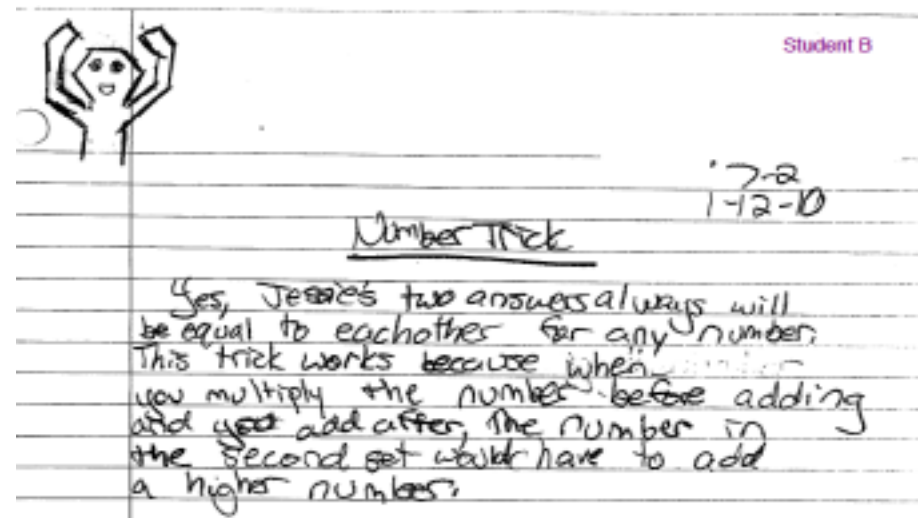 Student B
7-2
1-12-10
Number Trick
Yes, Jessie's two answers always will
be equal to eachother for any number.
This trick works because when
you multiply the number before adding
and you add after, the number in
the second set would have to add
a higher number.